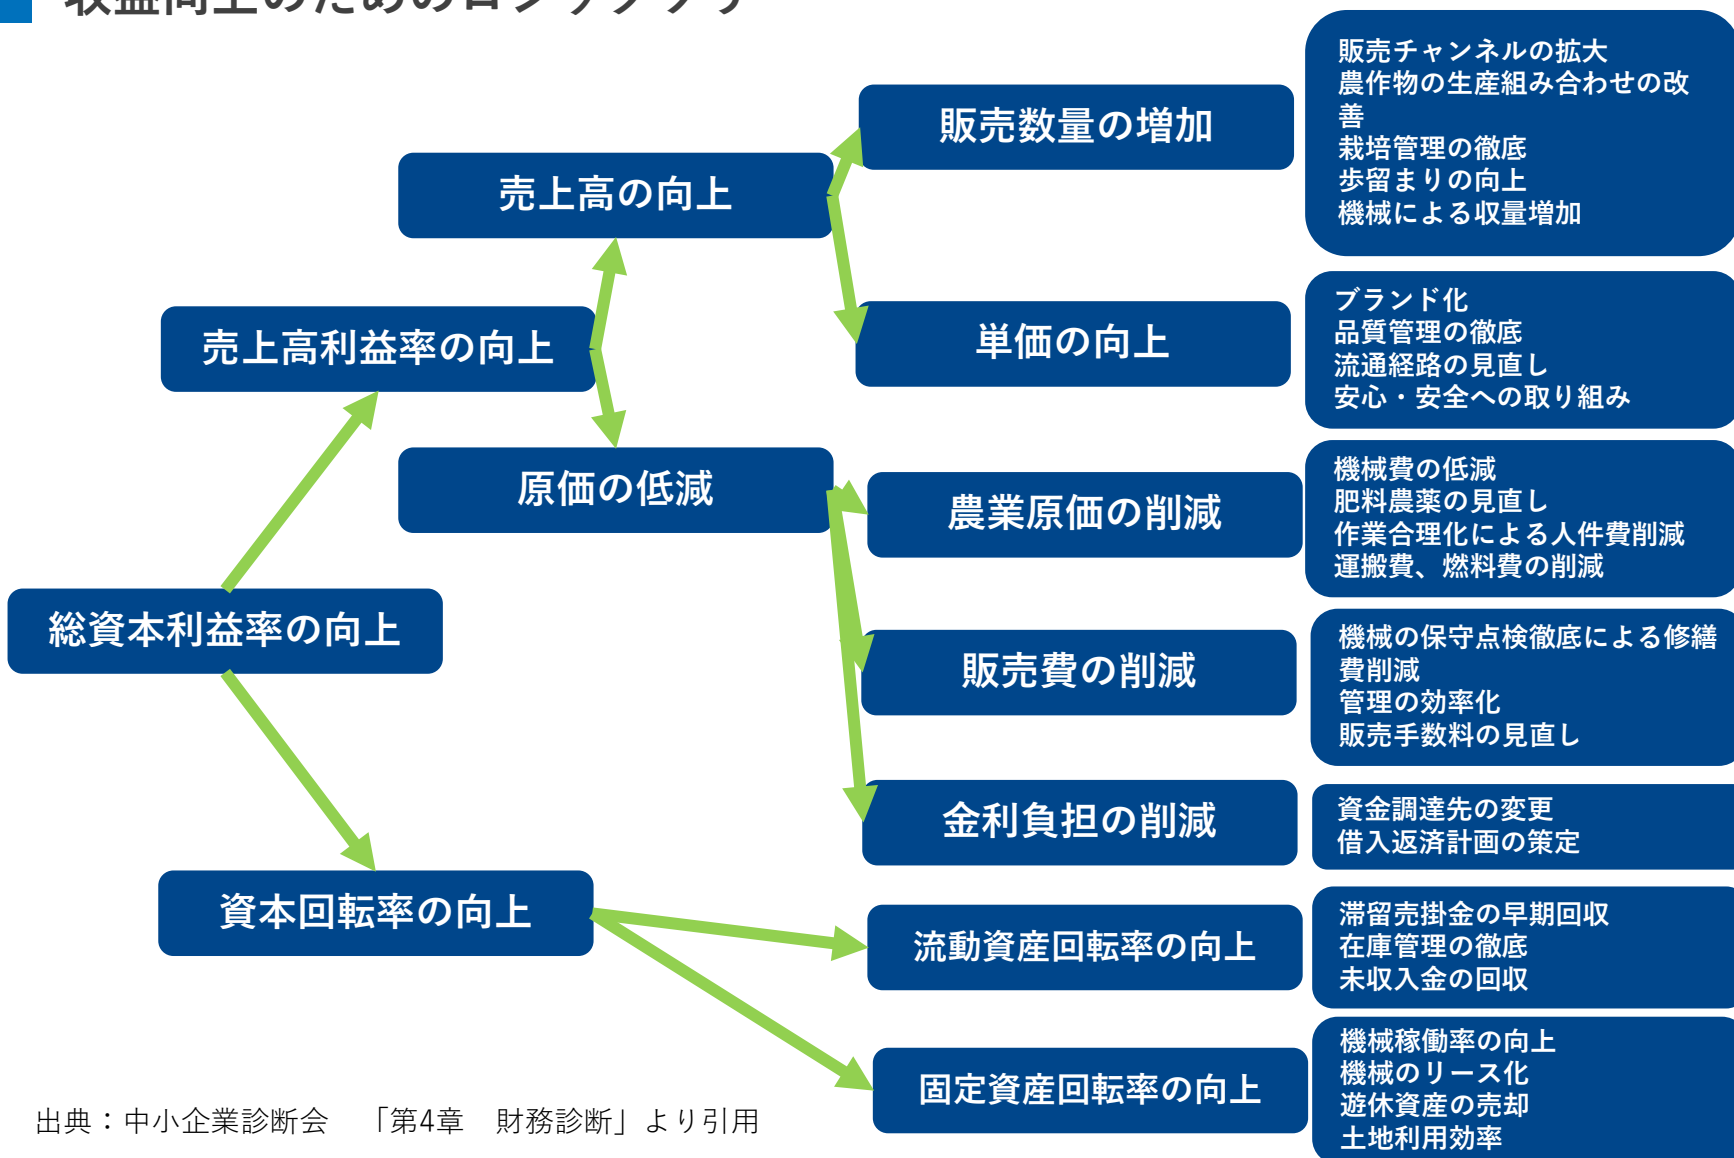 収益向上のためのロジックツリー
販売数量の増加
売上高の向上
売上高利益率の向上
単価の向上
原価の低減
農業原価の削減
総資本利益率の向上
販売費の削減
金利負担の削減
資本回転率の向上
流動資産回転率の向上
固定資産回転率の向上
販売チャンネルの拡大
農作物の生産組み合わせの改
善
栽培管理の徹底
歩留まりの向上
機械による収量増加
ブランド化
品質管理の徹底
流通経路の見直し
安心・安全への取り組み
機械費の低減
肥料農薬の見直し
作業合理化による人件費削減
運搬費、燃料費の削減
機械の保守点検徹底による修繕
費削減
管理の効率化
販売手数料の見直し
資金調達先の変更
借入返済計画の策定
滞留売掛金の早期回収
在庫管理の徹底
未収入金の回収
機械稼働率の向上
機械のリース化
遊休資産の売却
土地利用効率
出典：中小企業診断会　「第4章　財務診断」より引用